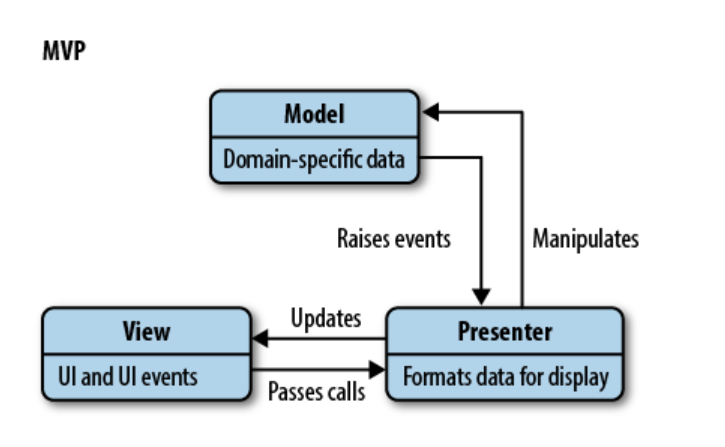 MVP
Model
Domain-specific data
Raises events
Manipulates
View
UI and UI events
Updates
Passes calls
Presenter
Formats data for display